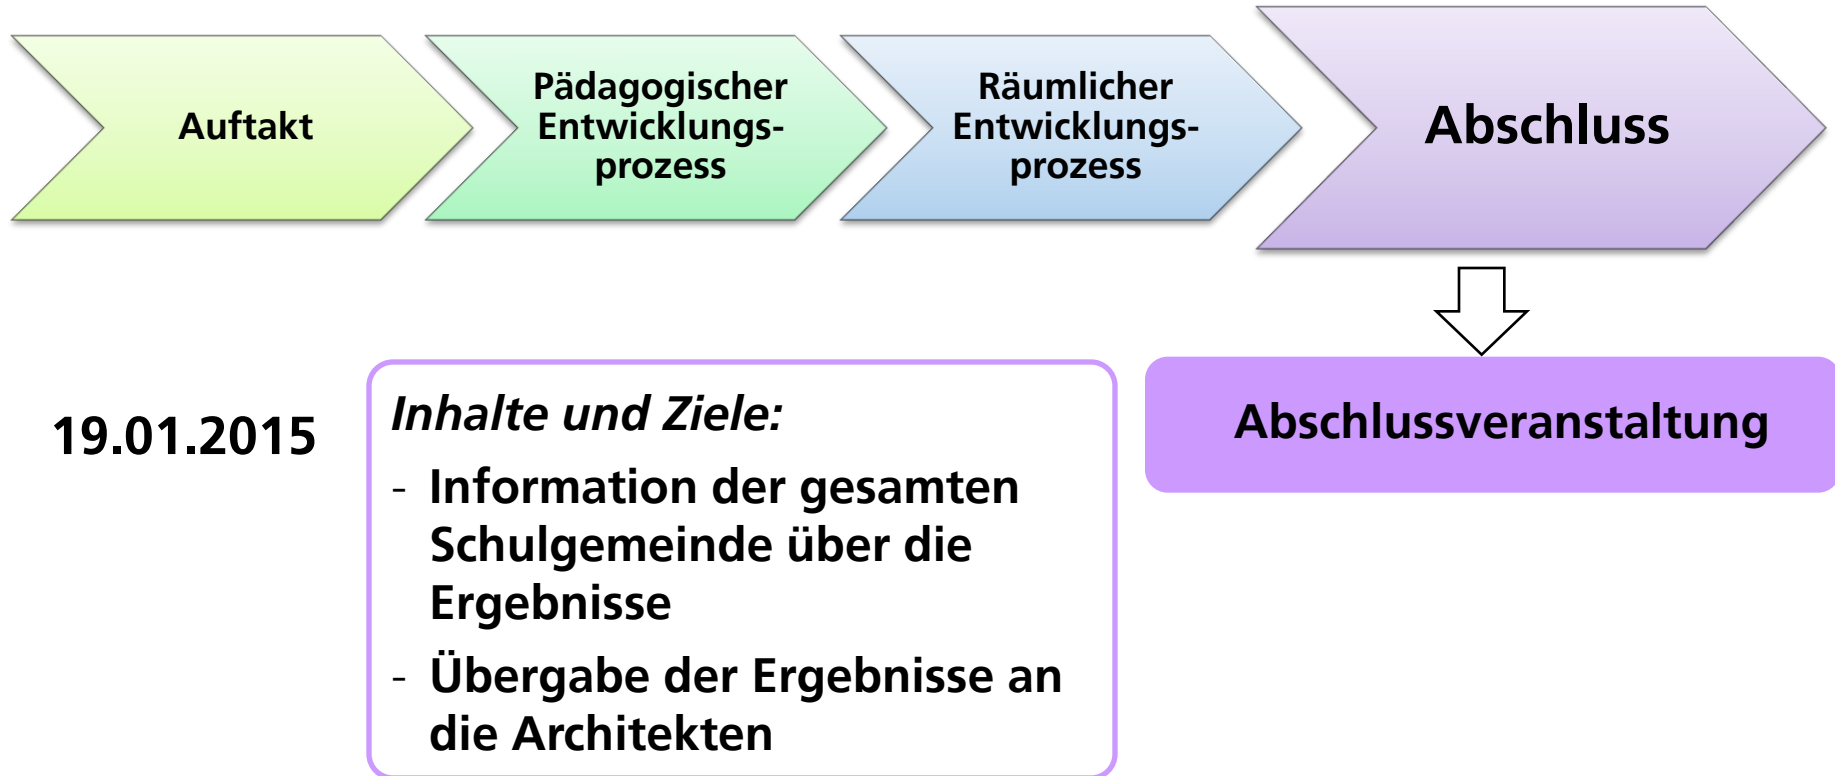 Auftakt
Pädagogischer
Entwicklungs-
prozess
Räumlicher
Entwicklungs-
prozess
Abschluss
19.01.2015
Inhalte und Ziele:
- Information der gesamten
Schulgemeinde über die
Ergebnisse
- Übergabe der Ergebnisse an
die Architekten
Abschlussveranstaltung